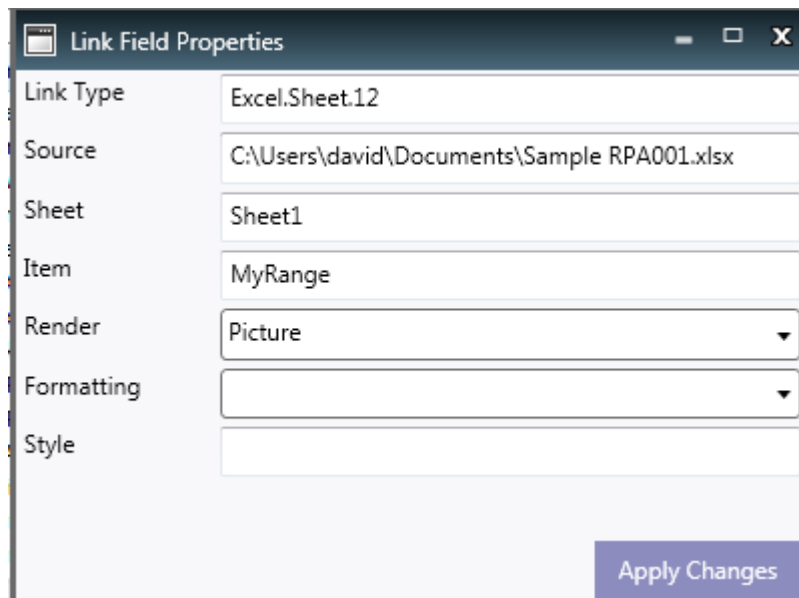 Link Field Properties
Link Type
Excel.Sheet.12
Source
C:\Users\david\Documents\Sample RPA001.xlsx
Sheet
Sheet1
Item
MyRange
Render
Picture
Formatting
Style
Apply Changes